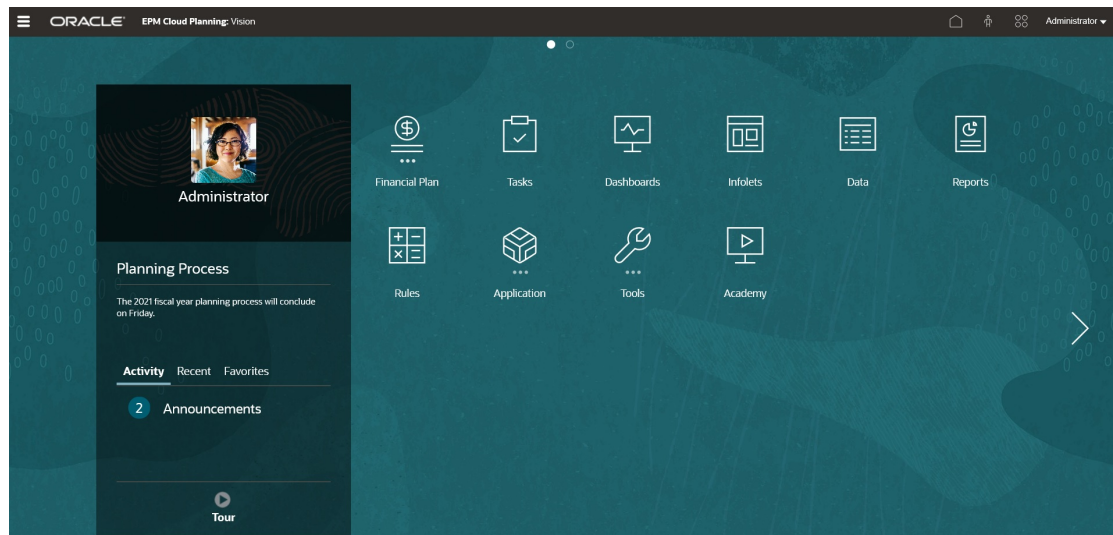 ORACLE EPM Cloud Planning: Vision Administrator
Administrator
Financial Plan Tasks Dashboards Infolets Data Reports
Rules Application Tools Academy
Planning Process
The 2021 fiscal year planning process will conclude
on Friday.
Activity Recent Favorites
2 Announcements
Tour